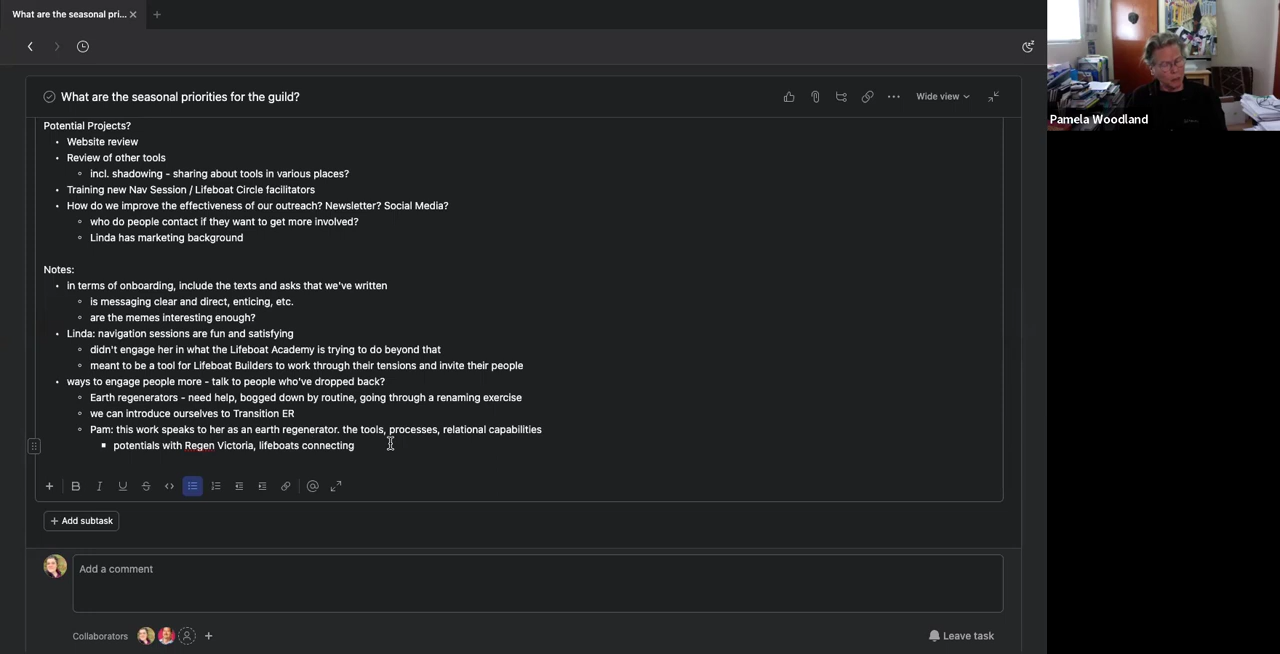 What are the seasonal pri...
What are the seasonal priorities for the guild?
Wide view
Potential Projects?
Website review
Review of other tools
incl. shadowing - sharing about tools in various places?
Training new Nav Session / Lifeboat Circle facilitators
How do we improve the effectiveness of our outreach? Newsletter? Social Media?
who do people contact if they want to get more involved?
Linda has marketing background
Notes:
in terms of onboarding, include the texts and asks that we've written
is messaging clear and direct, enticing, etc.
are the memes interesting enough?
Linda: navigation sessions are fun and satisfying
didn't engage her in what the Lifeboat Academy is trying to do beyond that
meant to be a tool for Lifeboat Builders to work through their tensions and invite their people
ways to engage people more - talk to people who've dropped back?
Earth regenerators - need help, bogged down by routine, going through a renaming exercise
we can introduce ourselves to Transition ER
Pam: this work speaks to her as an earth regenerator. the tools, processes, relational capabilities
potentials with Regen Victoria, lifeboats connecting
+ B I U S <> @
+ Add subtask
Add a comment
Collaborators
Leave task
Pamela Woodland